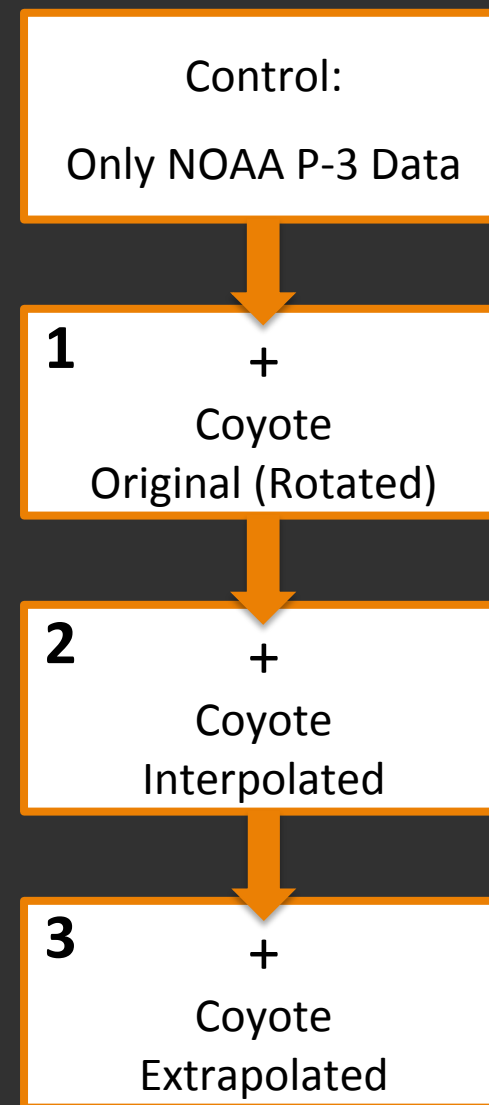 Control:
Only NOAA P-3 Data
1
+
Coyote
Original (Rotated)
2
+
Coyote
Interpolated
3
+
Coyote
Extrapolated